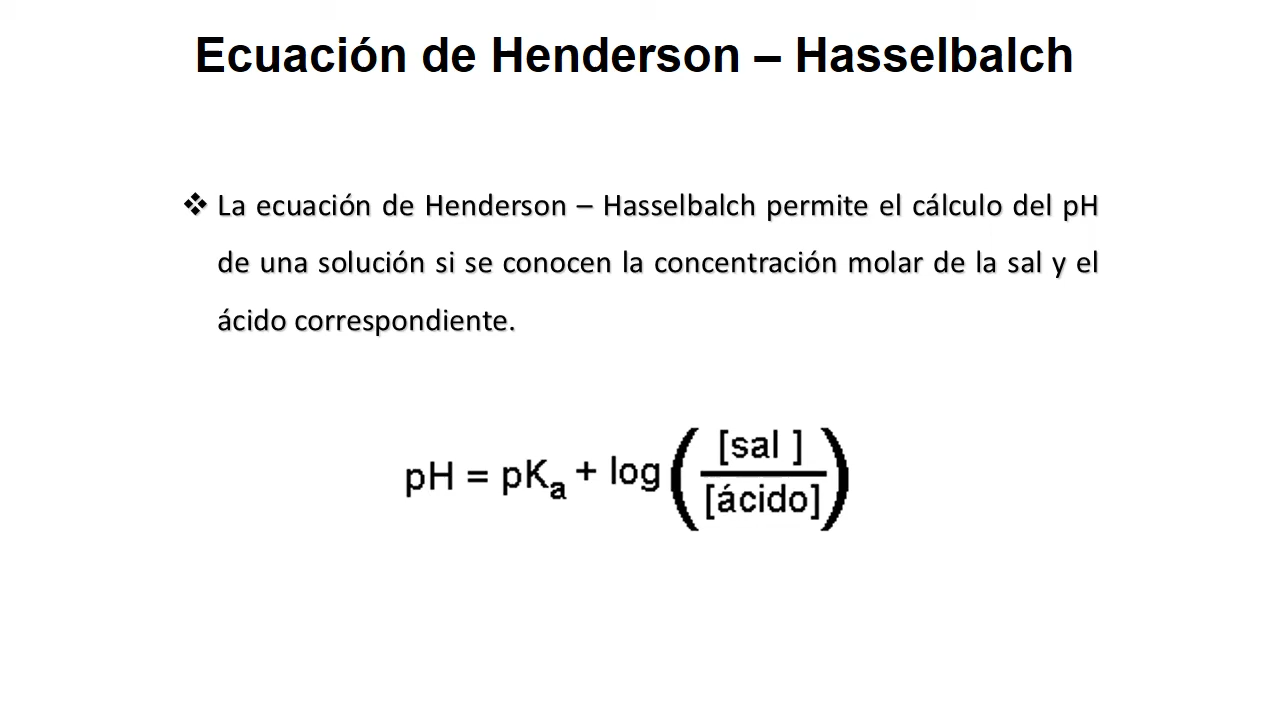 Ecuación de Henderson – Hasselbalch
❖ La ecuación de Henderson – Hasselbalch permite el cálculo del pH
de una solución si se conocen la concentración molar de la sal y el
ácido correspondiente.
pH = pKa + log ( [sal ] / [ácido] )